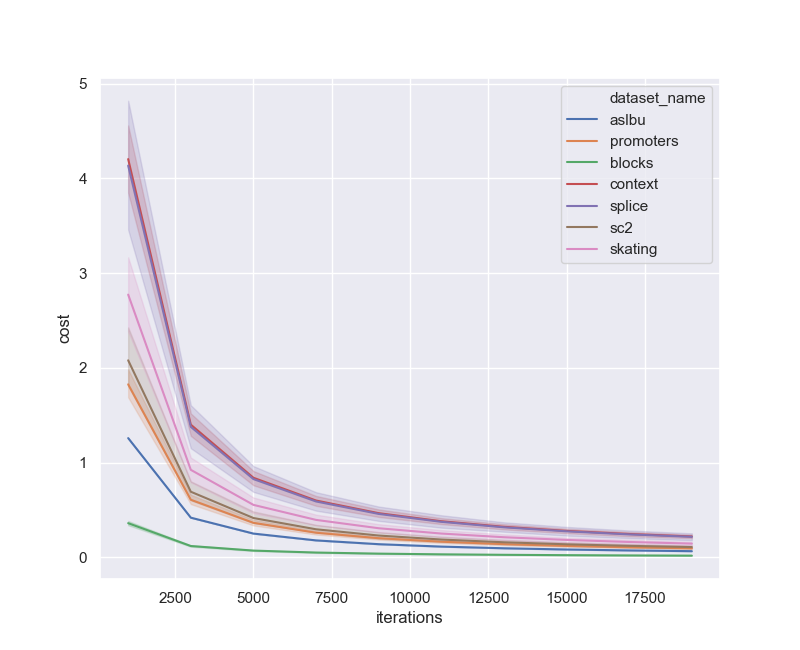 5
4
3
2
1
0
cost
2500
5000
7500
10000
12500
15000
17500
iterations
dataset_name
aslbu
promoters
blocks
context
splice
sc2
skating